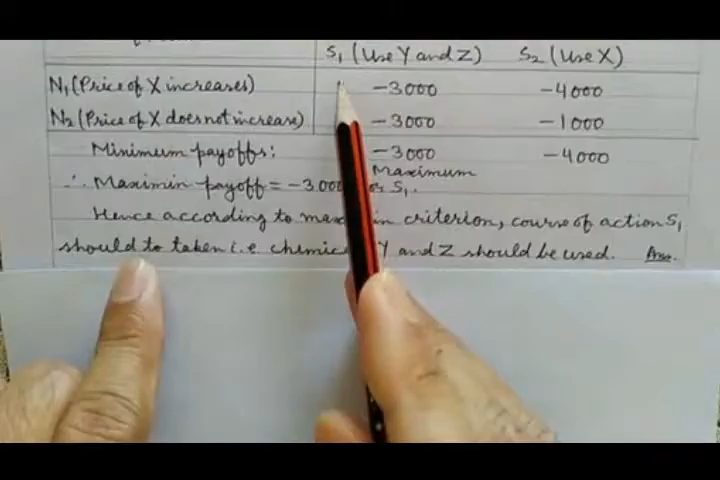 S1 (Use Y and Z) S2 (Use X)
N1 (Price of X increases) -3000 -4000
N2 (Price of X does not increase) -3000 -1000
Minimum payoffs: -3000 -4000
Maximum
∴ Maximin payoff = -3000 S1.
Hence according to in criterion, course of action S1
should to taken i.e. Y and Z should be used. Ans.